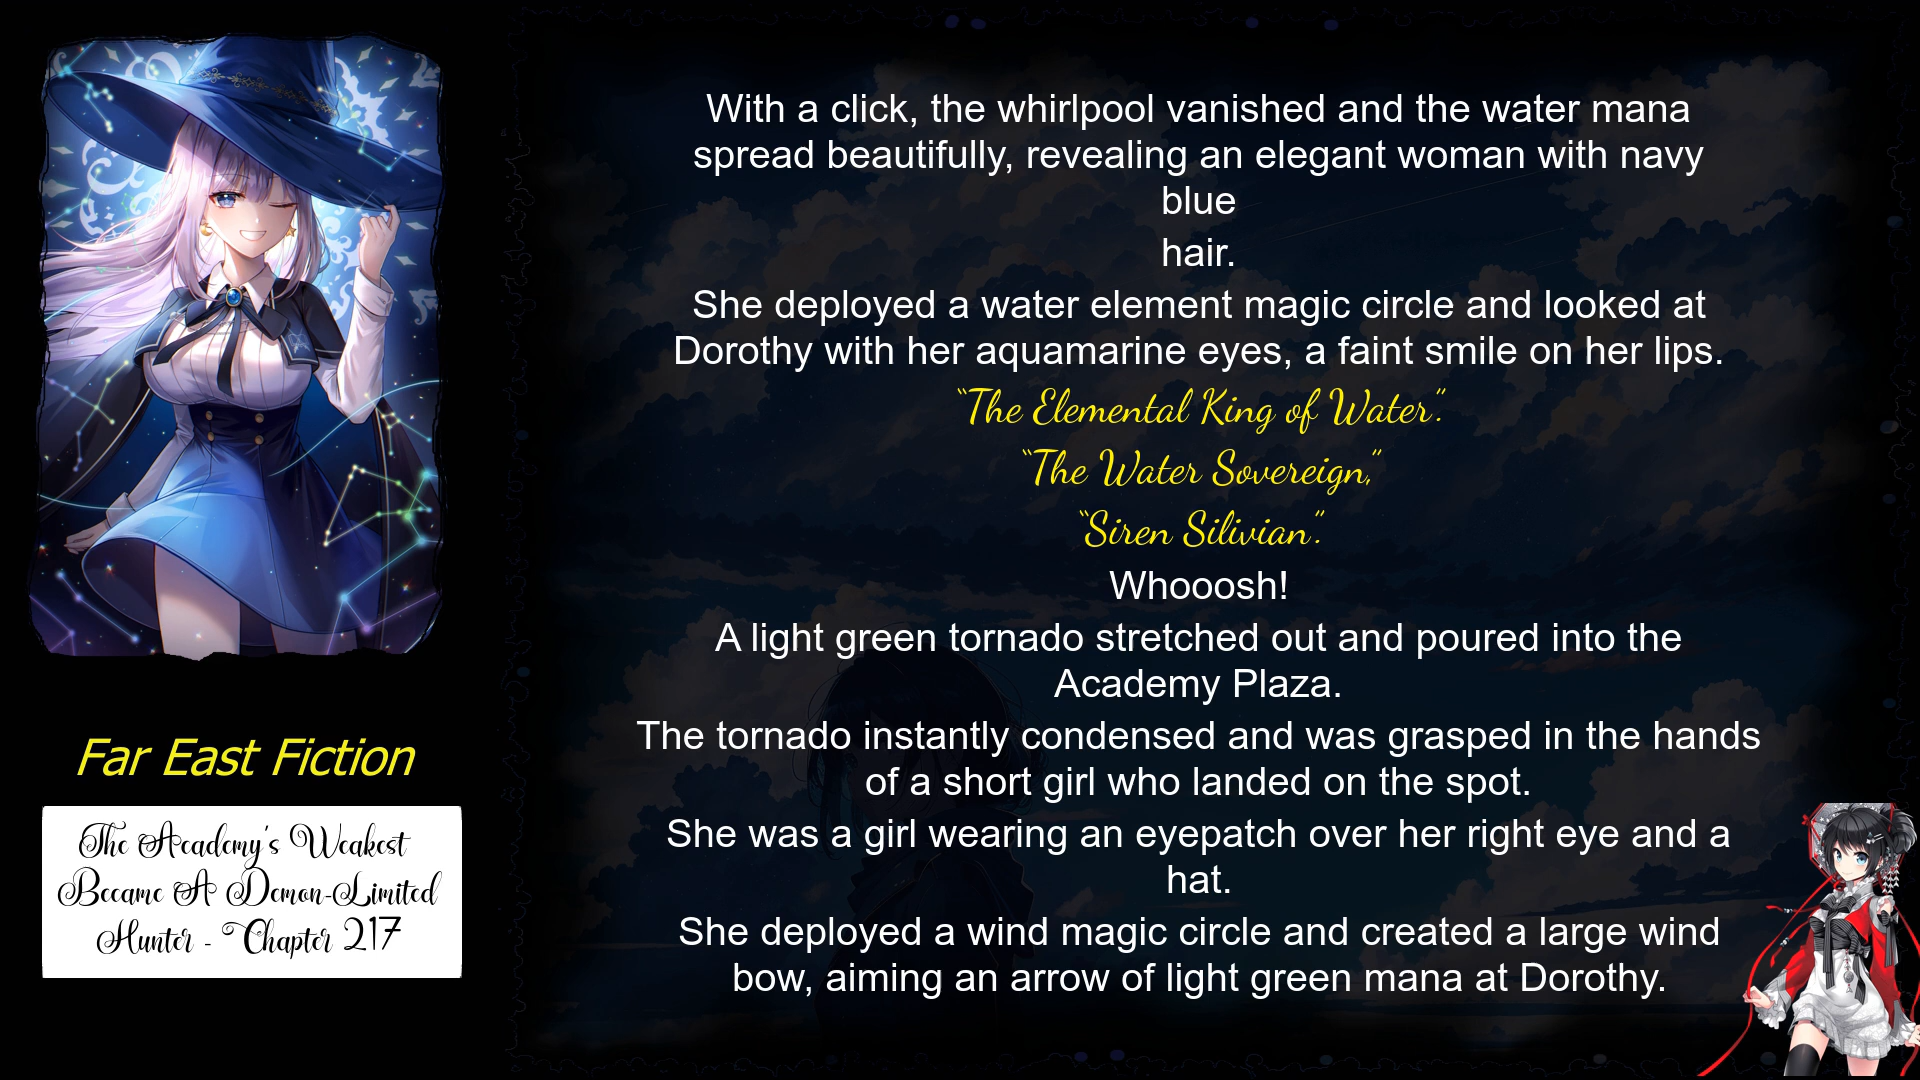 With a click, the whirlpool vanished and the water mana
spread beautifully, revealing an elegant woman with navy
blue
hair.
She deployed a water element magic circle and looked at
Dorothy with her aquamarine eyes, a faint smile on her lips.
“The Elemental King of Water”.
“The Water Sovereign,”
“Siren Silivian”.
Whooosh!
A light green tornado stretched out and poured into the
Academy Plaza.
The tornado instantly condensed and was grasped in the hands
of a short girl who landed on the spot.
She was a girl wearing an eyepatch over her right eye and a
hat.
She deployed a wind magic circle and created a large wind
bow, aiming an arrow of light green mana at Dorothy.
Far East Fiction
The Academy's Weakest
Became A Demon-Limited
Hunter - Chapter 217